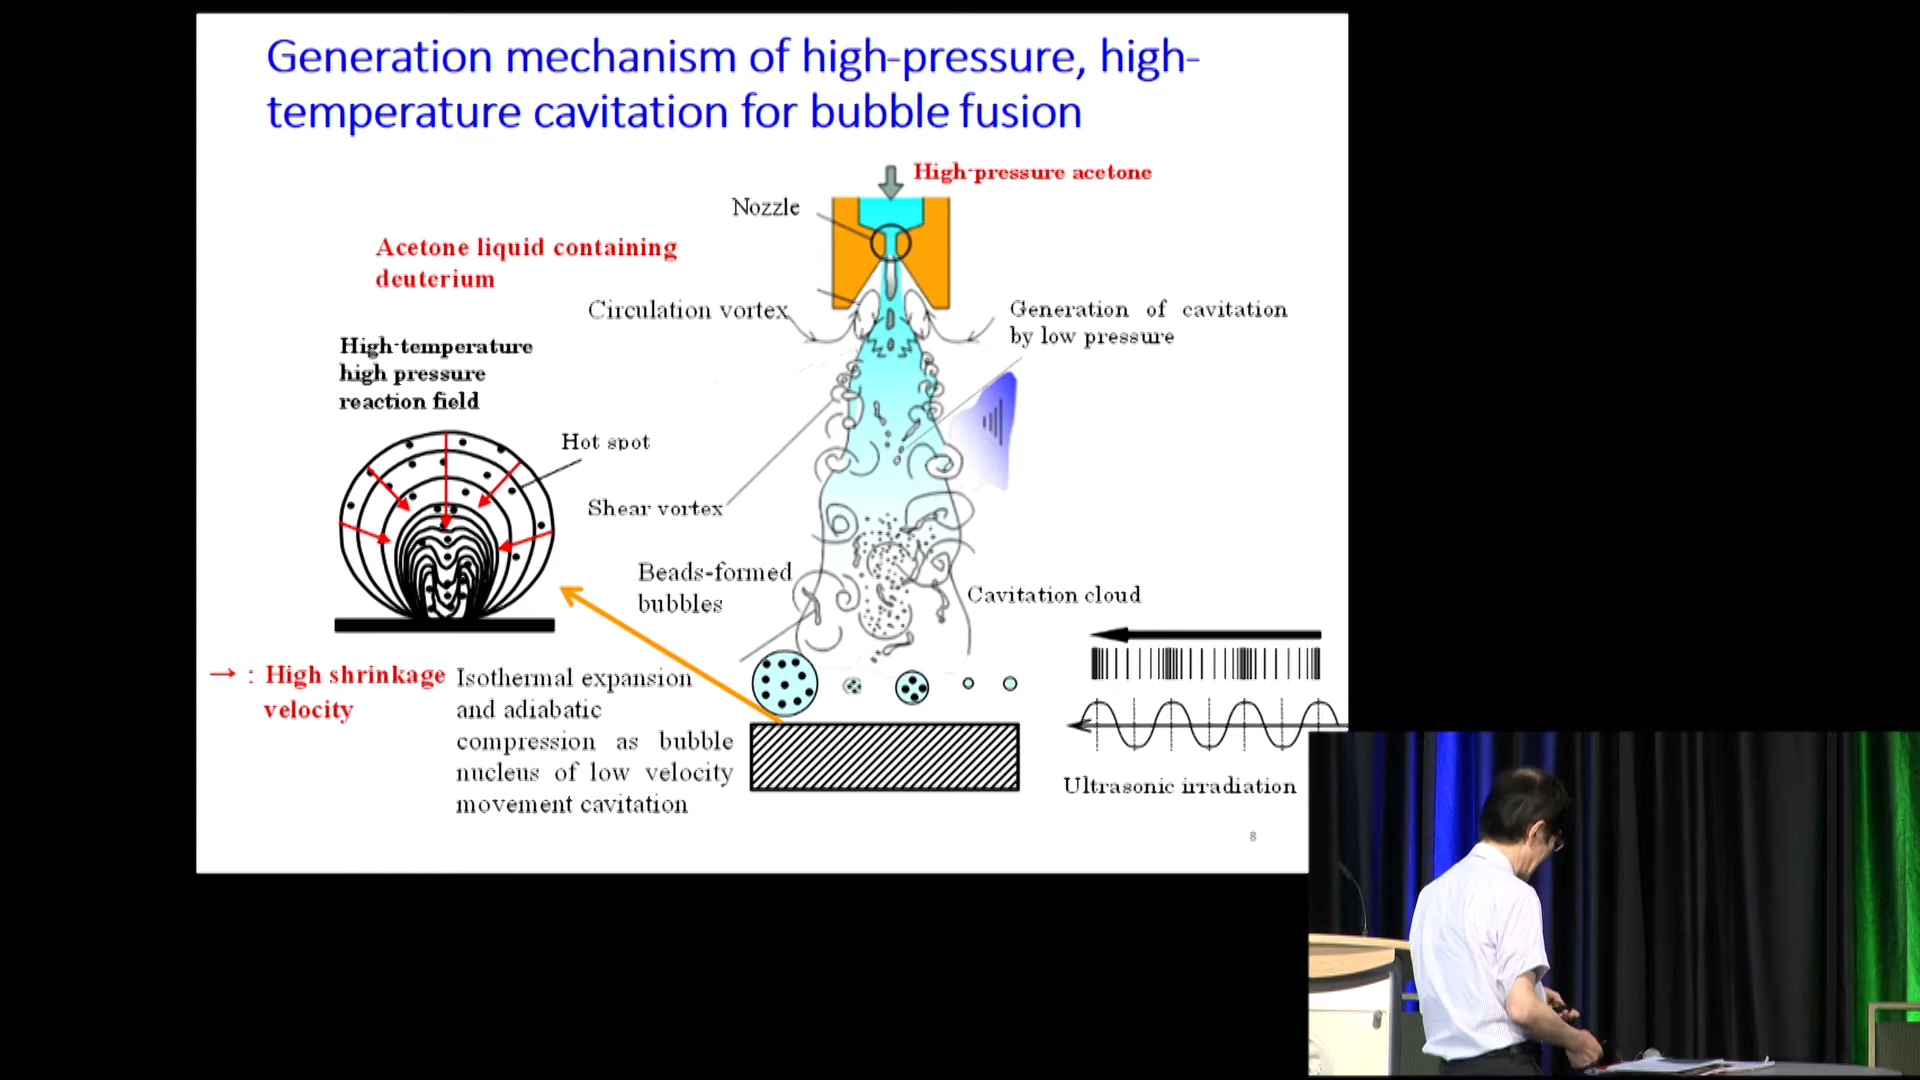 Generation mechanism of high-pressure, high-
temperature cavitation for bubble fusion
High-pressure acetone
Nozzle
Acetone liquid containing
deuterium
Circulation vortex
Generation of cavitation
by low pressure
High-temperature
high pressure
reaction field
Hot spot
Shear vortex
Beads-formed
bubbles
Cavitation cloud
→ : High shrinkage
velocity
Isothermal expansion
and adiabatic
compression as bubble
nucleus of low velocity
movement cavitation
Ultrasonic irradiation
8